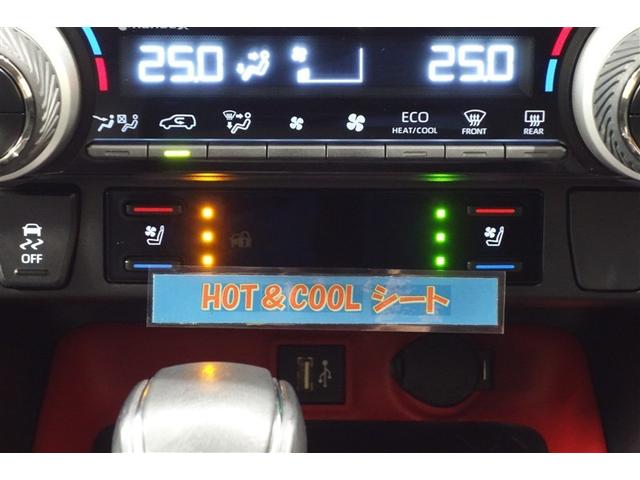 25.0 25.0
ECO
HEAT/COOL
FRONT
REAR
OFF
HOT & COOL シート